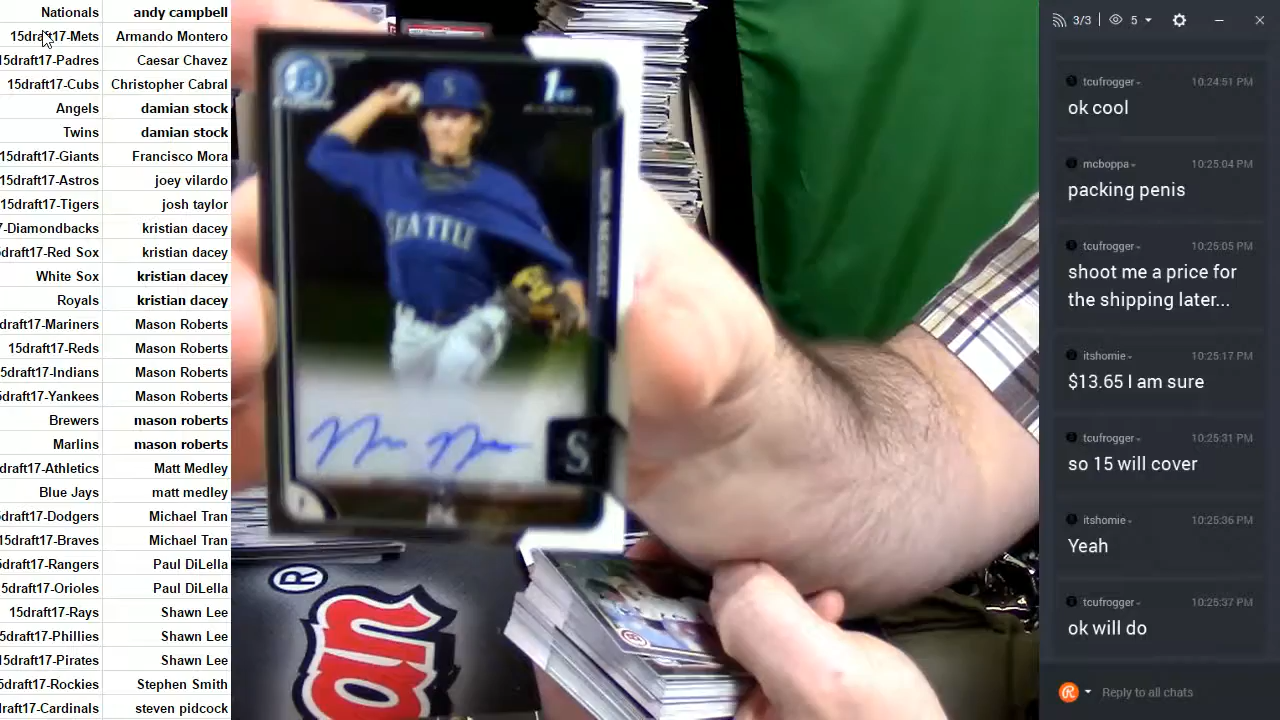 Nationals andy campbell
15draft17-Mets Armando Montero
15draft17-Padres Caesar Chavez
15draft17-Cubs Christopher Cabral
Angels damian stock
Twins damian stock
15draft17-Giants Francisco Mora
15draft17-Astros joey vilardo
15draft17-Tigers josh taylor
7-Diamondbacks kristian dacey
draft17-Red Sox kristian dacey
White Sox kristian dacey
Royals kristian dacey
draft17-Mariners Mason Roberts
15draft17-Reds Mason Roberts
5draft17-Indians Mason Roberts
draft17-Yankees Mason Roberts
Brewers mason roberts
Marlins mason roberts
draft17-Athletics Matt Medley
Blue Jays matt medley
draft17-Dodgers Michael Tran
15draft17-Braves Michael Tran
draft17-Rangers Paul DiLella
5draft17-Orioles Paul DiLella
15draft17-Rays Shawn Lee
draft17-Phillies Shawn Lee
15draft17-Pirates Shawn Lee
draft17-Rockies Stephen Smith
draft17-Cardinals steven pidcock
1st
SEATTLE
S
®
an
3/3 5
tcufrogger 10:24:51 PM
ok cool
mcboppa 10:25:04 PM
packing penis
tcufrogger 10:25:05 PM
shoot me a price for
the shipping later...
itshomie 10:25:17 PM
$13.65 I am sure
tcufrogger 10:25:31 PM
so 15 will cover
itshomie 10:25:36 PM
Yeah
tcufrogger 10:25:37 PM
ok will do
Reply to all chats